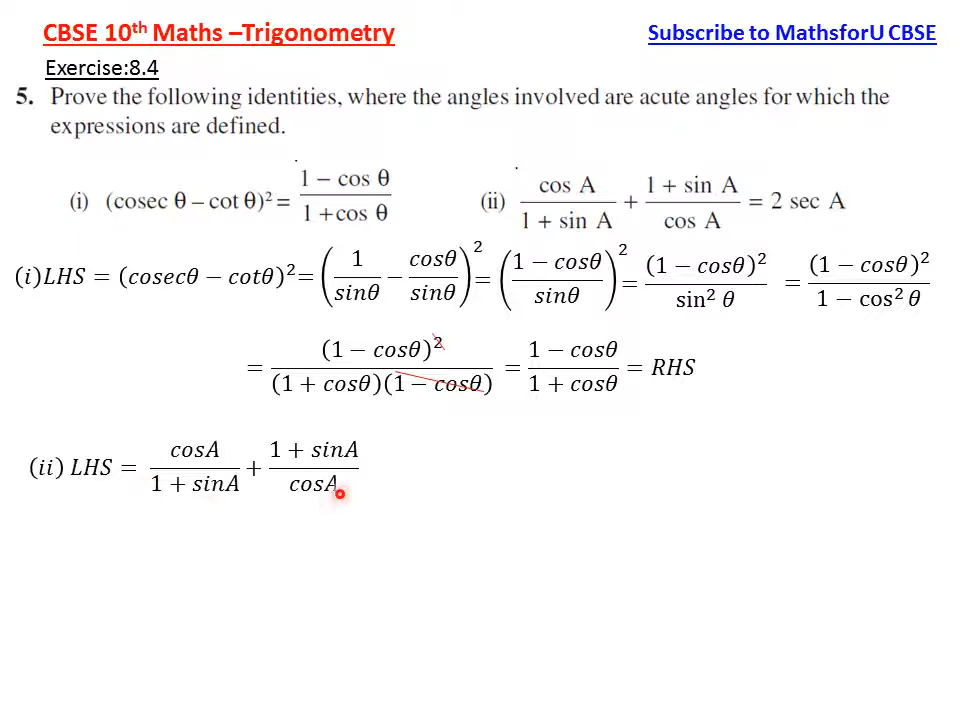 CBSE 10th Maths –Trigonometry
Subscribe to MathsforU CBSE
Exercise:8.4
5. Prove the following identities, where the angles involved are acute angles for which the
expressions are defined.
(i) (cosec θ – cot θ)² = (1 – cos θ)/(1 + cos θ) (ii) cos A/(1 + sin A) + (1 + sin A)/cos A = 2 sec A
(i)LHS = (cosecθ − cotθ)² = (1/sinθ − cosθ/sinθ)² = ((1 − cosθ)/sinθ)² = (1 − cosθ)²/sin² θ = (1 − cosθ)²/(1 − cos² θ)
= (1 − cosθ)²/((1 + cosθ)(1 − cosθ)) = (1 − cosθ)/(1 + cosθ) = RHS
(ii) LHS = cosA/(1 + sinA) + (1 + sinA)/cosA